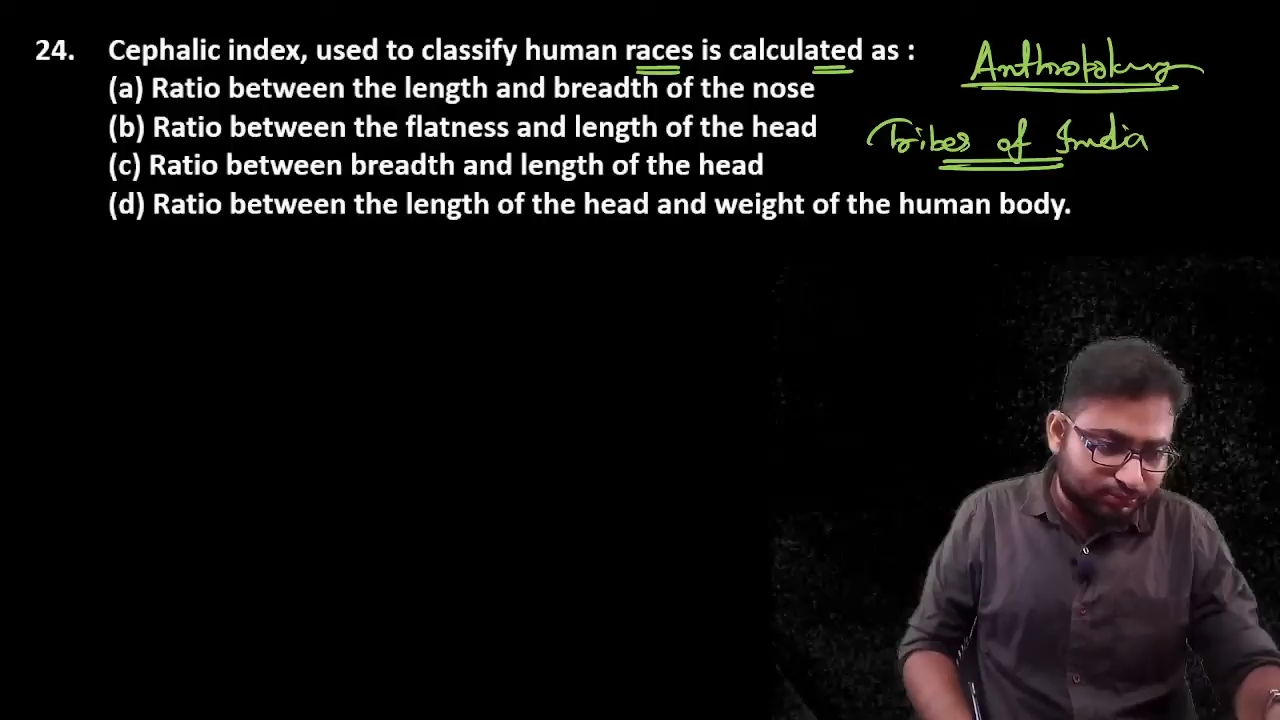 24. Cephalic index, used to classify human races is calculated as :
(a) Ratio between the length and breadth of the nose
(b) Ratio between the flatness and length of the head
(c) Ratio between breadth and length of the head
(d) Ratio between the length of the head and weight of the human body.
Tribes of India